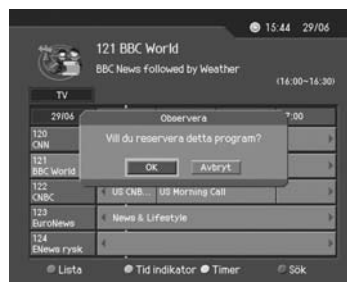 15:44 29/06
121 BBC World
BBC News followed by Weather
(16:00~16:30)
TV
29/06
Observera
7:00
120
CNN
Vill du reservera detta program?
121
BBC World
OK Avbryt
122
CNBC
US CNB... US Morning Call
123
EuroNews
News & Lifestyle
124
ENews rysk
Lista Tid indikator Timer Sök